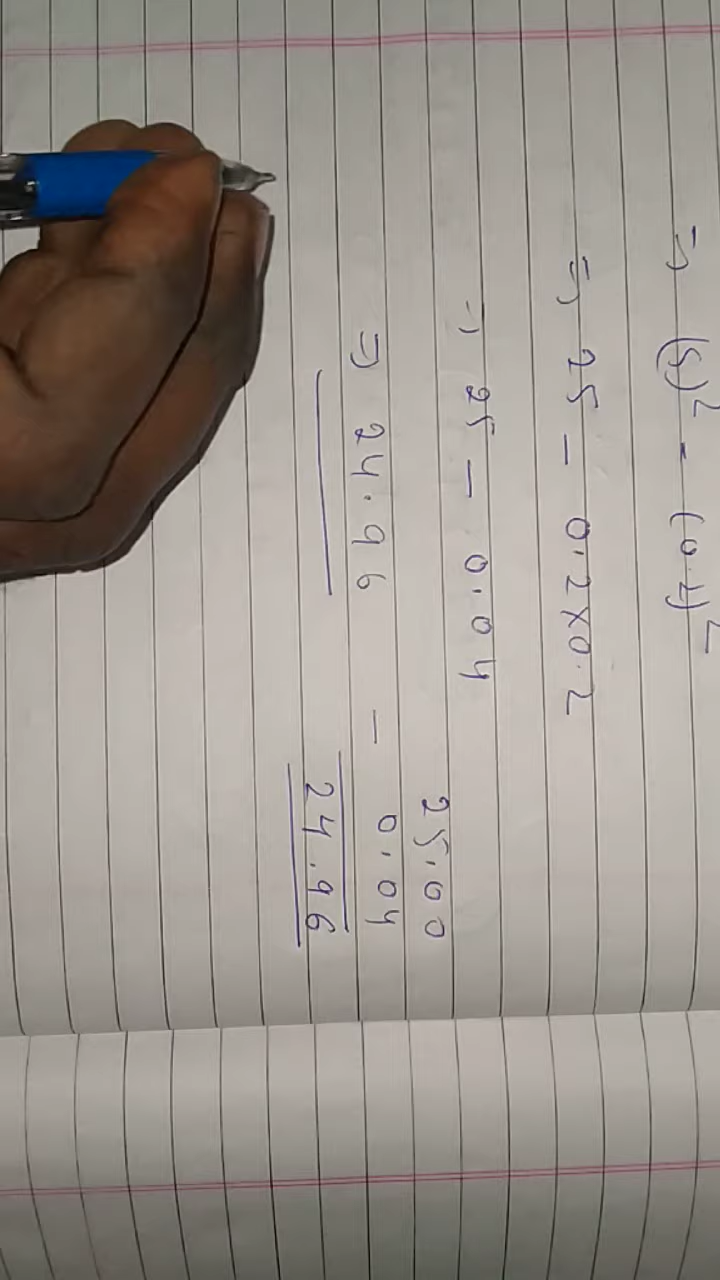 ⇒ (5)² - (0.2)²
⇒ 25 - 0.2×0.2
⇒ 25 - 0.04
⇒ 24.96
25.00
- 0.04
24.96